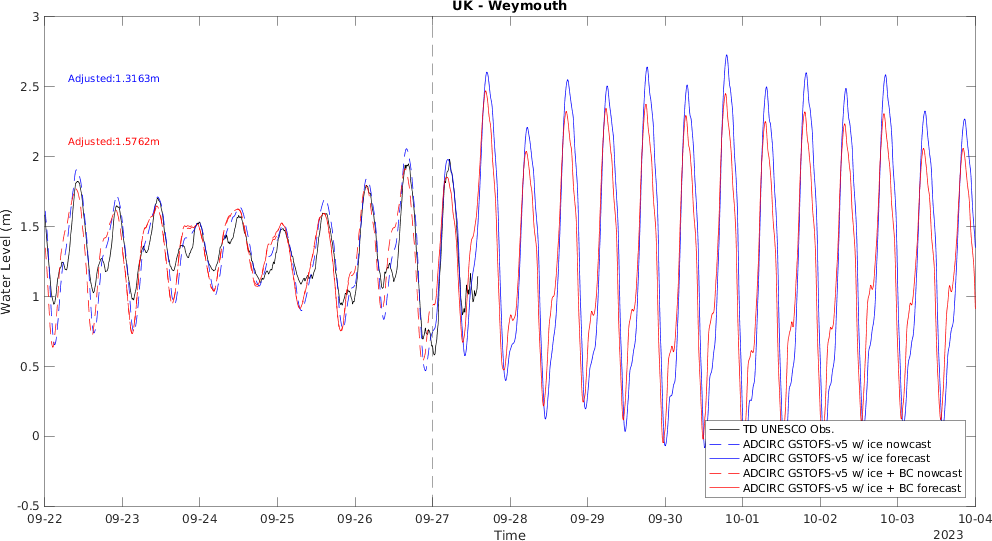 UK - Weymouth
3
2.5
2
1.5
1
0.5
0
-0.5
Water Level (m)
Adjusted:1.3163m
Adjusted:1.5762m
TD UNESCO Obs.
ADCIRC GSTOFS-v5 w/ ice nowcast
ADCIRC GSTOFS-v5 w/ ice forecast
ADCIRC GSTOFS-v5 w/ ice + BC nowcast
ADCIRC GSTOFS-v5 w/ ice + BC forecast
09-22 09-23 09-24 09-25 09-26 09-27 09-28 09-29 09-30 10-01 10-02 10-03 10-04
Time
2023